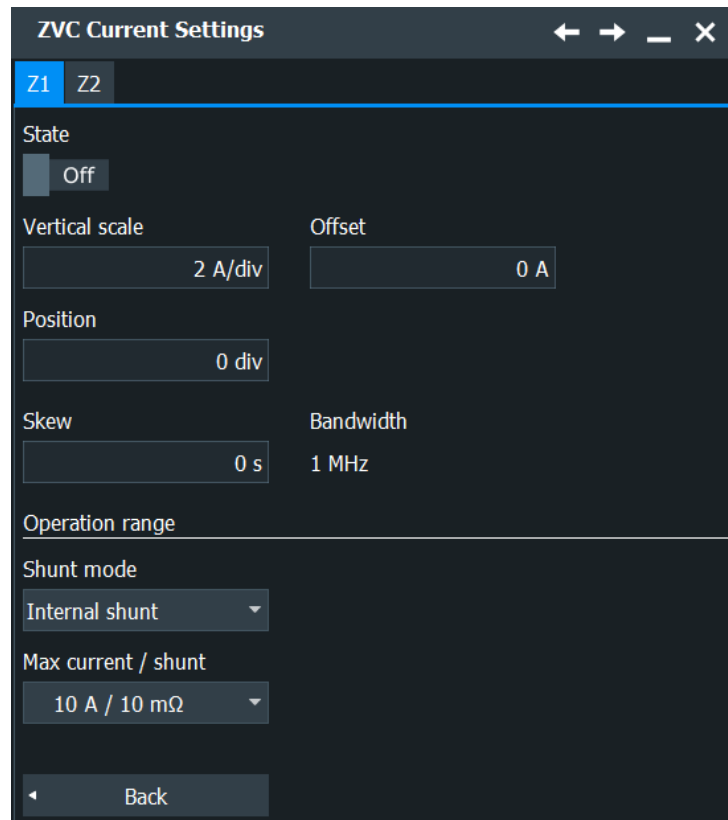 ZVC Current Settings
Z1 Z2
State
Off
Vertical scale Offset
2 A/div 0 A
Position
0 div
Skew Bandwidth
0 s 1 MHz
Operation range
Shunt mode
Internal shunt
Max current / shunt
10 A / 10 mΩ
Back